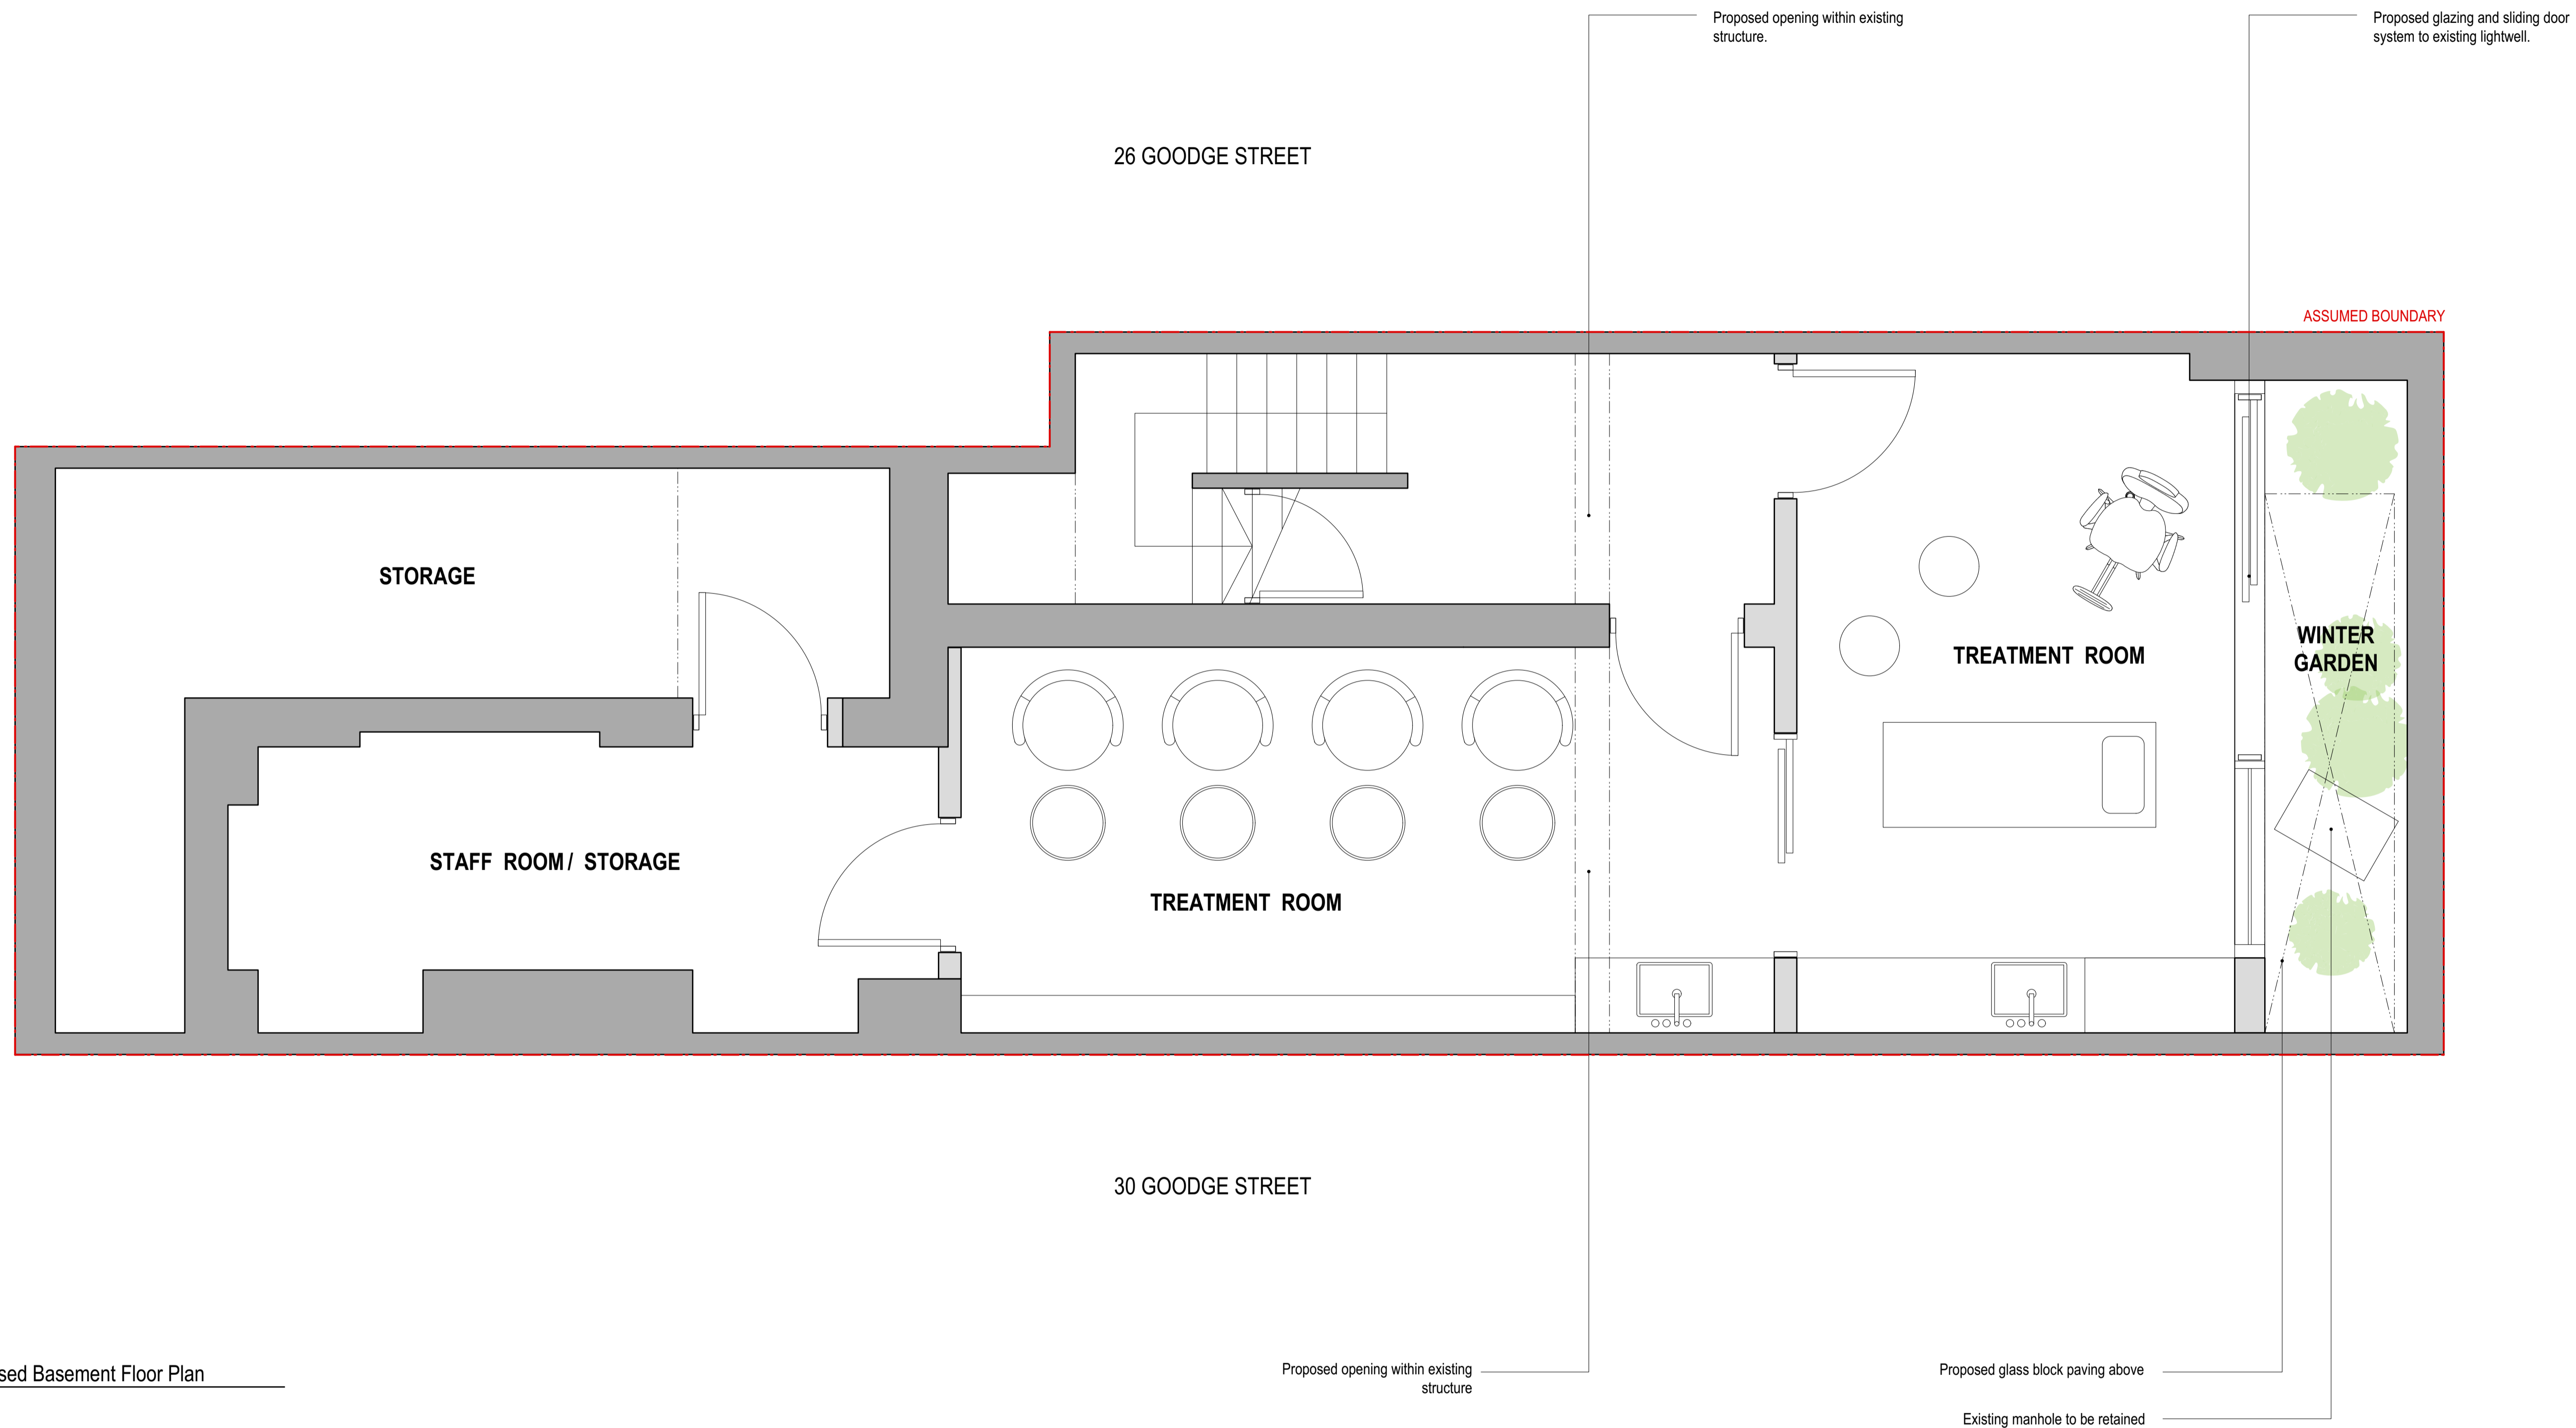 Proposed opening within existing
structure.
Proposed glazing and sliding door
system to existing lightwell.
26 GOODGE STREET
ASSUMED BOUNDARY
STORAGE
WINTER
GARDEN
TREATMENT ROOM
STAFF ROOM / STORAGE
TREATMENT ROOM
30 GOODGE STREET
sed Basement Floor Plan
Proposed opening within existing
structure
Proposed glass block paving above
Existing manhole to be retained